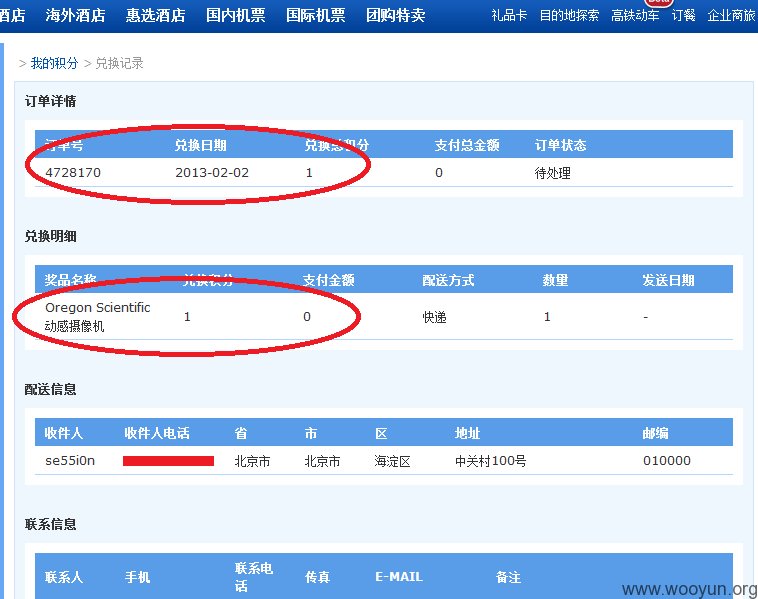 酒店 海外酒店 惠选酒店 国内机票 国际机票 团购特卖 礼品卡 目的地探索 高铁动车 Beta 订餐 企业商旅
> 我的积分 > 兑换记录
订单详情
订单号 兑换日期 兑换总积分 支付总金额 订单状态
4728170 2013-02-02 1 0 待处理
兑换明细
奖品名称 兑换积分 支付金额 配送方式 数量 发送日期
Oregon Scientific
动感摄像机 1 0 快递 1 -
配送信息
收件人 收件人电话 省 市 区 地址 邮编
se55i0n 北京市 北京市 海淀区 中关村100号 010000
联系信息
联系人 手机 联系电
话 传真 E-MAIL 备注
www.wooyun.org